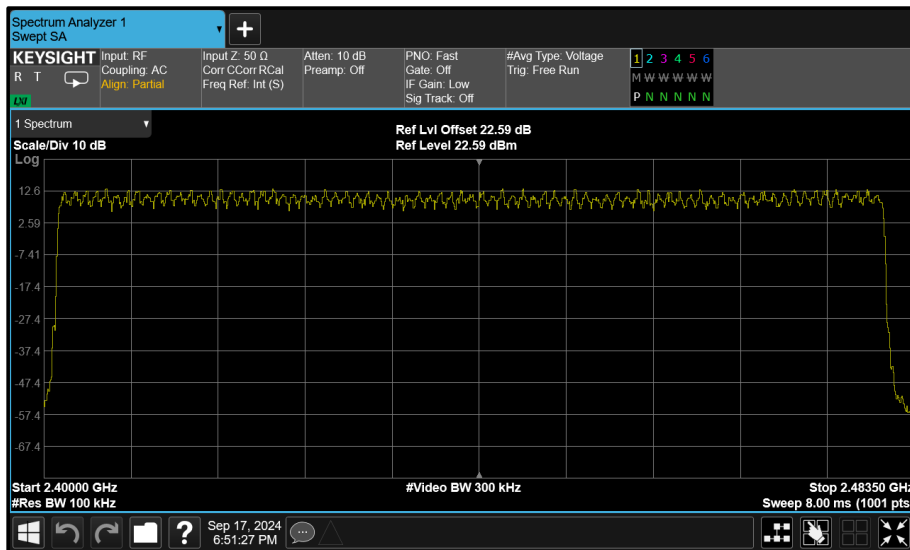 Spectrum Analyzer 1
Swept SA
+
KEYSIGHT
R T
LXI
Input: RF
Coupling: AC
Align: Partial
Input Z: 50 Ω
Corr CCorr RCal
Freq Ref: Int (S)
Atten: 10 dB
Preamp: Off
PNO: Fast
Gate: Off
IF Gain: Low
Sig Track: Off
#Avg Type: Voltage
Trig: Free Run
1 2 3 4 5 6
M W W W W W
P N N N N N
1 Spectrum
Scale/Div 10 dB
Ref Lvl Offset 22.59 dB
Ref Level 22.59 dBm
Log
12.6
2.59
-7.41
-17.4
-27.4
-37.4
-47.4
-57.4
-67.4
Start 2.40000 GHz
#Res BW 100 kHz
#Video BW 300 kHz
Stop 2.48350 GHz
Sweep 8.00 ms (1001 pts
?
Sep 17, 2024
6:51:27 PM